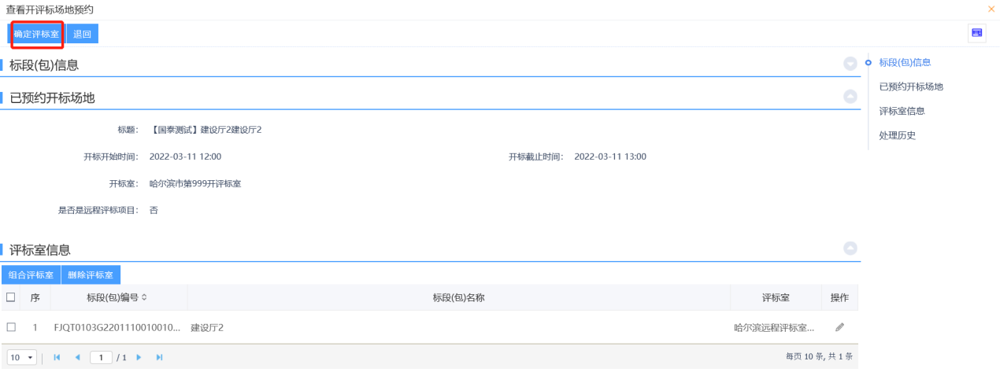 查看开评标场地预约
确定评标室 退回
标段(包)信息
标段(包)信息
已预约开标场地
评标室信息
处理历史
已预约开标场地
标题： 【国泰测试】建设厅2建设厅2
开标开始时间： 2022-03-11 12:00 开标截止时间： 2022-03-11 13:00
开标室： 哈尔滨市第999开评标室
是否是远程评标项目： 否
评标室信息
组合评标室 删除评标室
序 标段(包)编号 标段(包)名称 评标室 操作
1 FJQT0103G2201110010010... 建设厅2 哈尔滨远程评标室...
10 1 / 1 每页 10 条, 共 1 条